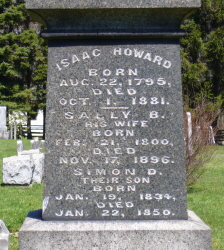 ISAAC HOWARD
BORN
AUG. 22, 1795.
DIED
OCT. 1, 1881.
SALLY B.
HIS WIFE
BORN
FEB. 21, 1800,
DIED
NOV. 17, 1896.
SIMON D.
THEIR SON
BORN
JAN. 19, 1834,
DIED
JAN. 22, 1850.